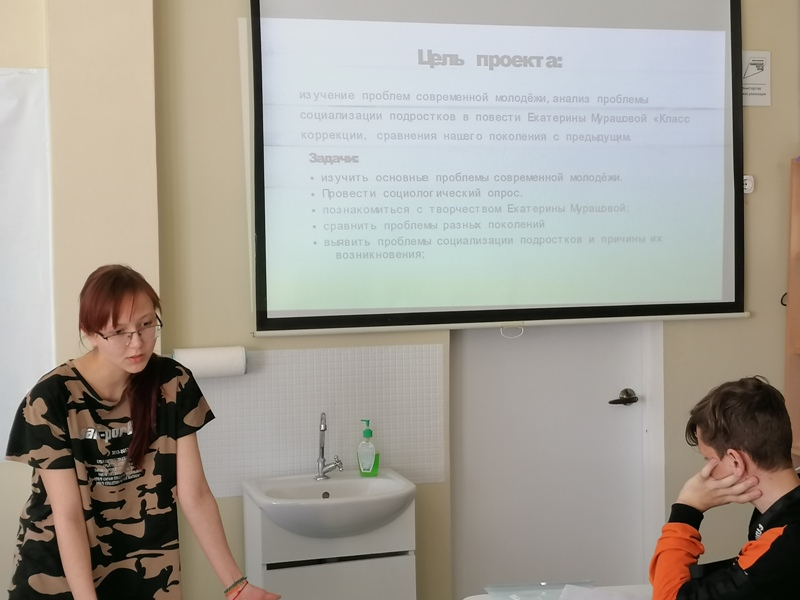 Цель проекта:
изучение проблем современной молодёжи, анализ проблемы
социализации подростков в повести Екатерины Мурашовой «Класс
коррекции, сравнения нашего поколения с предыдущим.
Задачи:
• изучить основные проблемы современной молодёжи.
• Провести социологический опрос.
• познакомиться с творчеством Екатерины Мурашовой;
• сравнить проблемы разных поколений
• выявить проблемы социализации подростков и причины их
возникновения;